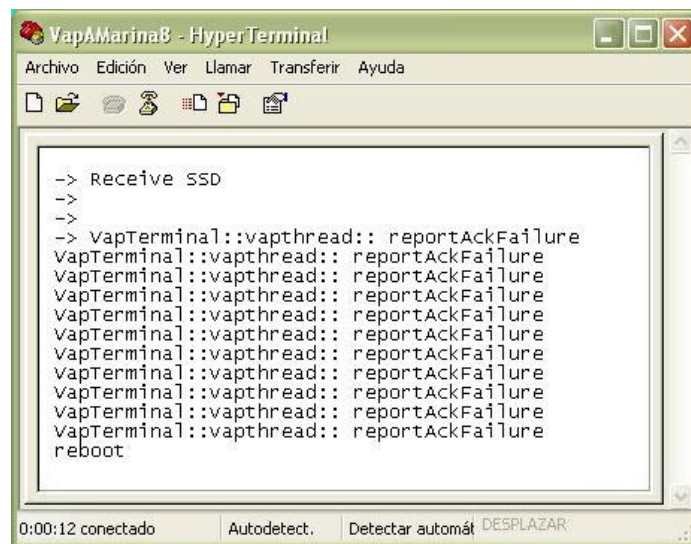 VapAMarina8 - HyperTerminal
Archivo Edición Ver Llamar Transferir Ayuda
-> Receive SSD
->
->
-> VapTerminal::vapthread:: reportAckFailure
VapTerminal::vapthread:: reportAckFailure
VapTerminal::vapthread:: reportAckFailure
VapTerminal::vapthread:: reportAckFailure
VapTerminal::vapthread:: reportAckFailure
VapTerminal::vapthread:: reportAckFailure
VapTerminal::vapthread:: reportAckFailure
VapTerminal::vapthread:: reportAckFailure
VapTerminal::vapthread:: reportAckFailure
VapTerminal::vapthread:: reportAckFailure
VapTerminal::vapthread:: reportAckFailure
reboot
0:00:12 conectado Autodetect. Detectar automát DESPLAZAR